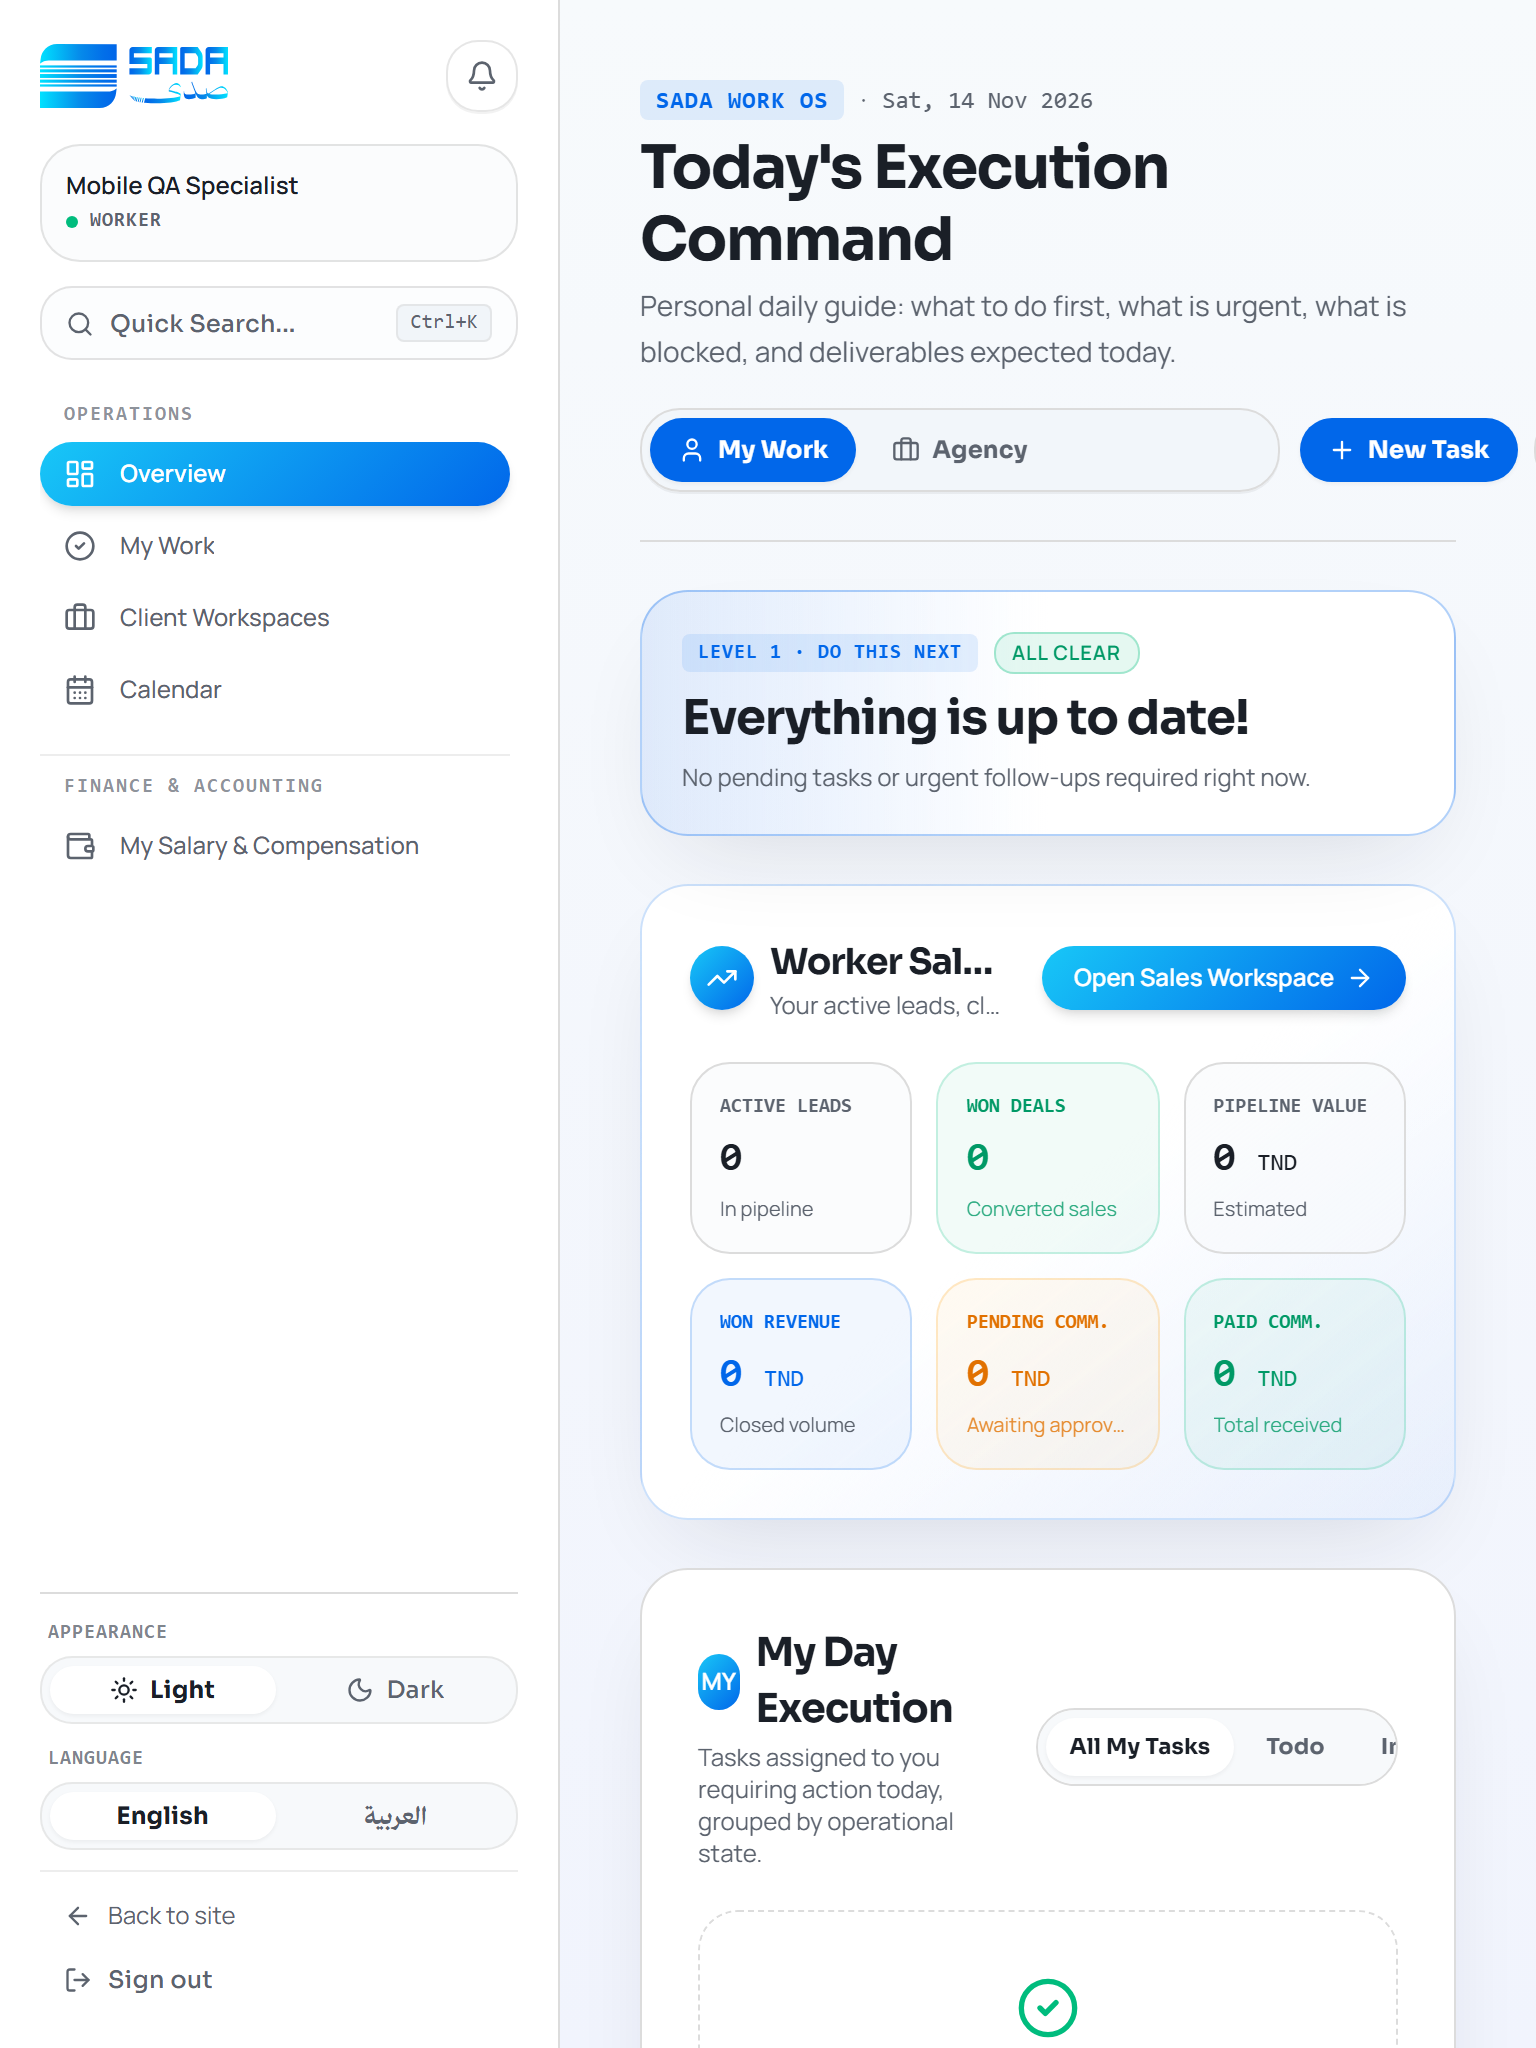 SADA
صدى
Mobile QA Specialist
WORKER
Quick Search... Ctrl+K
OPERATIONS
Overview
My Work
Client Workspaces
Calendar
FINANCE & ACCOUNTING
My Salary & Compensation
APPEARANCE
Light Dark
LANGUAGE
English العربية
Back to site
Sign out
SADA WORK OS · Sat, 14 Nov 2026
Today's Execution
Command
Personal daily guide: what to do first, what is urgent, what is
blocked, and deliverables expected today.
My Work Agency New Task
LEVEL 1 · DO THIS NEXT ALL CLEAR
Everything is up to date!
No pending tasks or urgent follow-ups required right now.
Worker Sal...
Your active leads, cl...
Open Sales Workspace
ACTIVE LEADS
0
In pipeline
WON DEALS
0
Converted sales
PIPELINE VALUE
0 TND
Estimated
WON REVENUE
0 TND
Closed volume
PENDING COMM.
0 TND
Awaiting approv...
PAID COMM.
0 TND
Total received
MY
My Day
Execution
Tasks assigned to you
requiring action today,
grouped by operational
state.
All My Tasks Todo